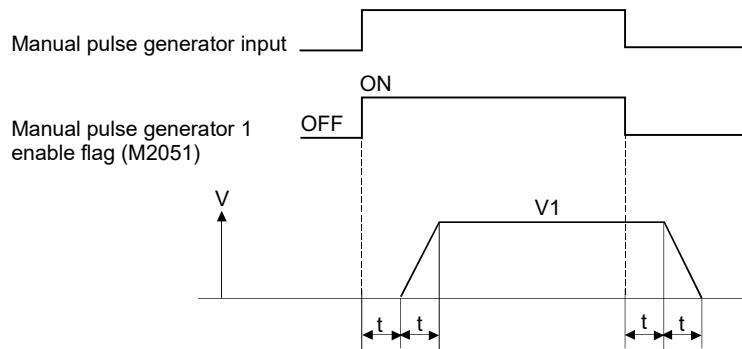 Manual pulse generator input
ON
OFF
Manual pulse generator 1
enable flag (M2051)
V
V1
t t t t